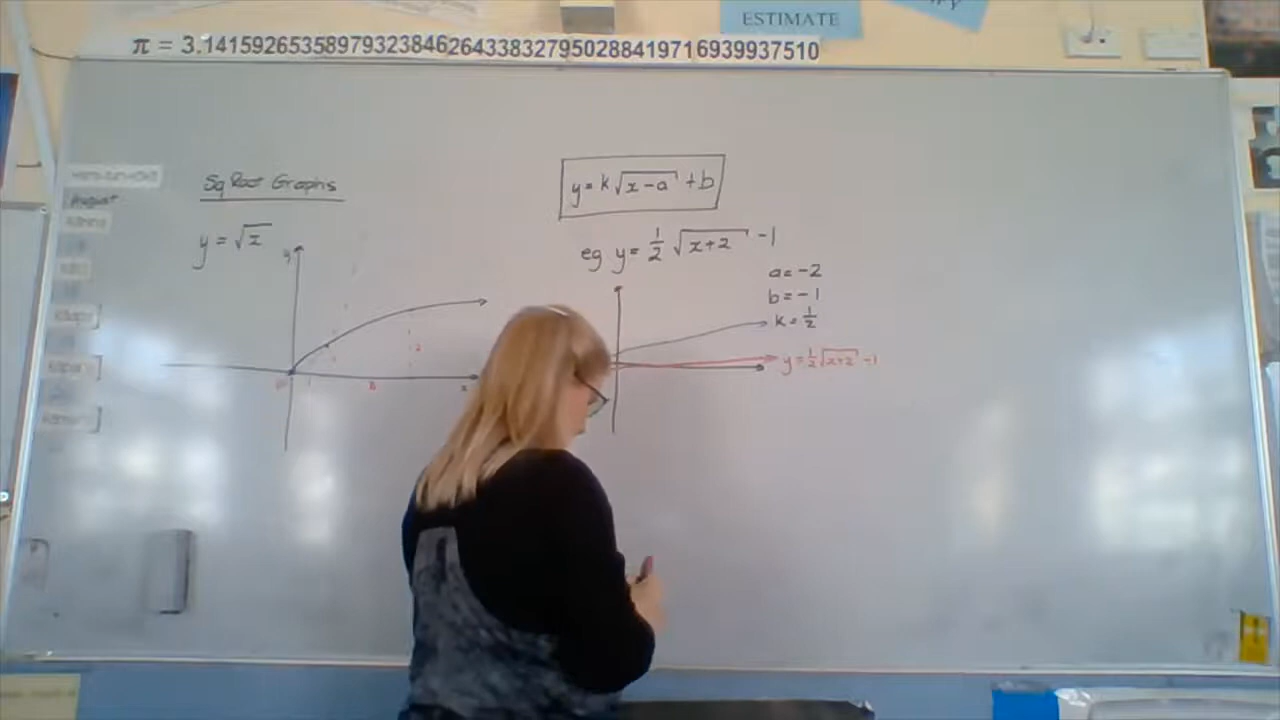 ESTIMATE
π = 3.14159265358979323846264338327950288419716939937510
Sq Root Graphs
y = √x
y
x
August
y = k√(x-a) + b
eg y = 1/2 √(x+2) -1
a = -2
b = -1
k = 1/2
y = 1/2√(x+2) -1